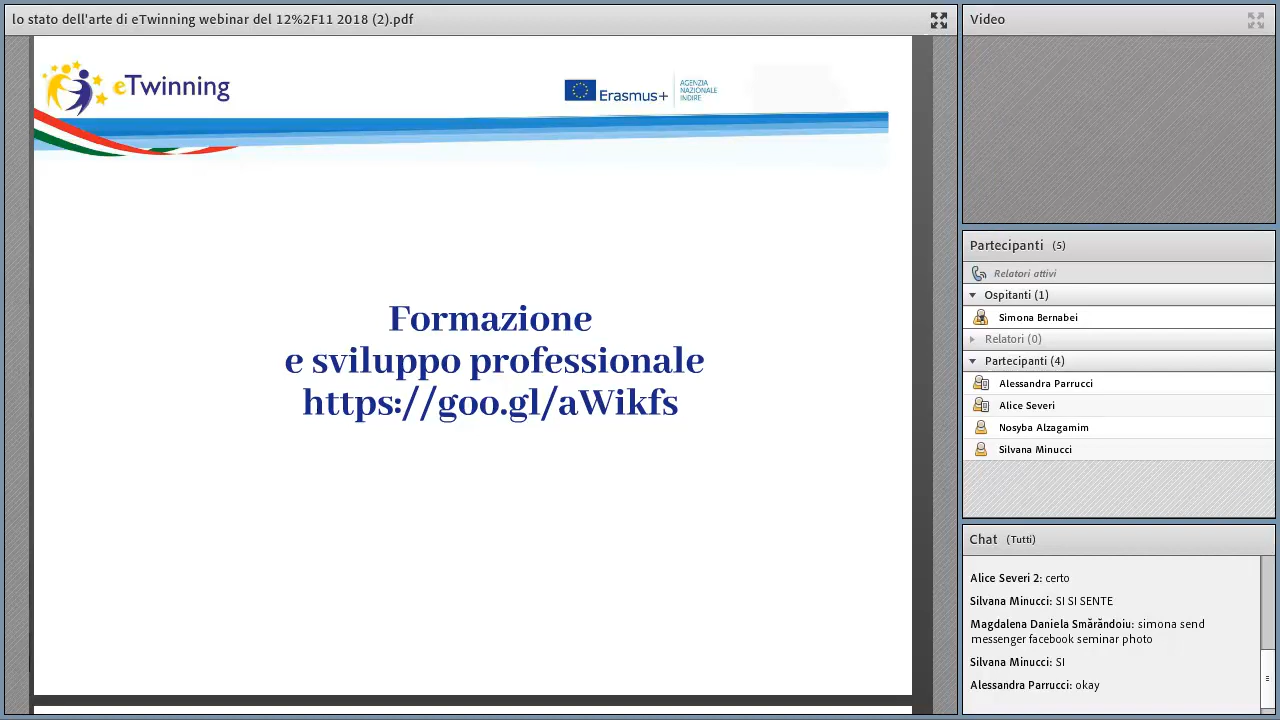 lo stato dell'arte di eTwinning webinar del 12%2F11 2018 (2).pdf
eTwinning
Erasmus+
AGENZIA
NAZIONALE
INDIRE
Formazione
e sviluppo professionale
https://goo.gl/aWikfs
Video
Partecipanti (5)
Relatori attivi
Ospitanti (1)
Simona Bernabei
Relatori (0)
Partecipanti (4)
Alessandra Parrucci
Alice Severi
Nosyba Alzagamim
Silvana Minucci
Chat (Tutti)
Alice Severi 2: certo
Silvana Minucci: SI SI SENTE
Magdalena Daniela Smărăndoiu: simona send
messenger facebook seminar photo
Silvana Minucci: SI
Alessandra Parrucci: okay